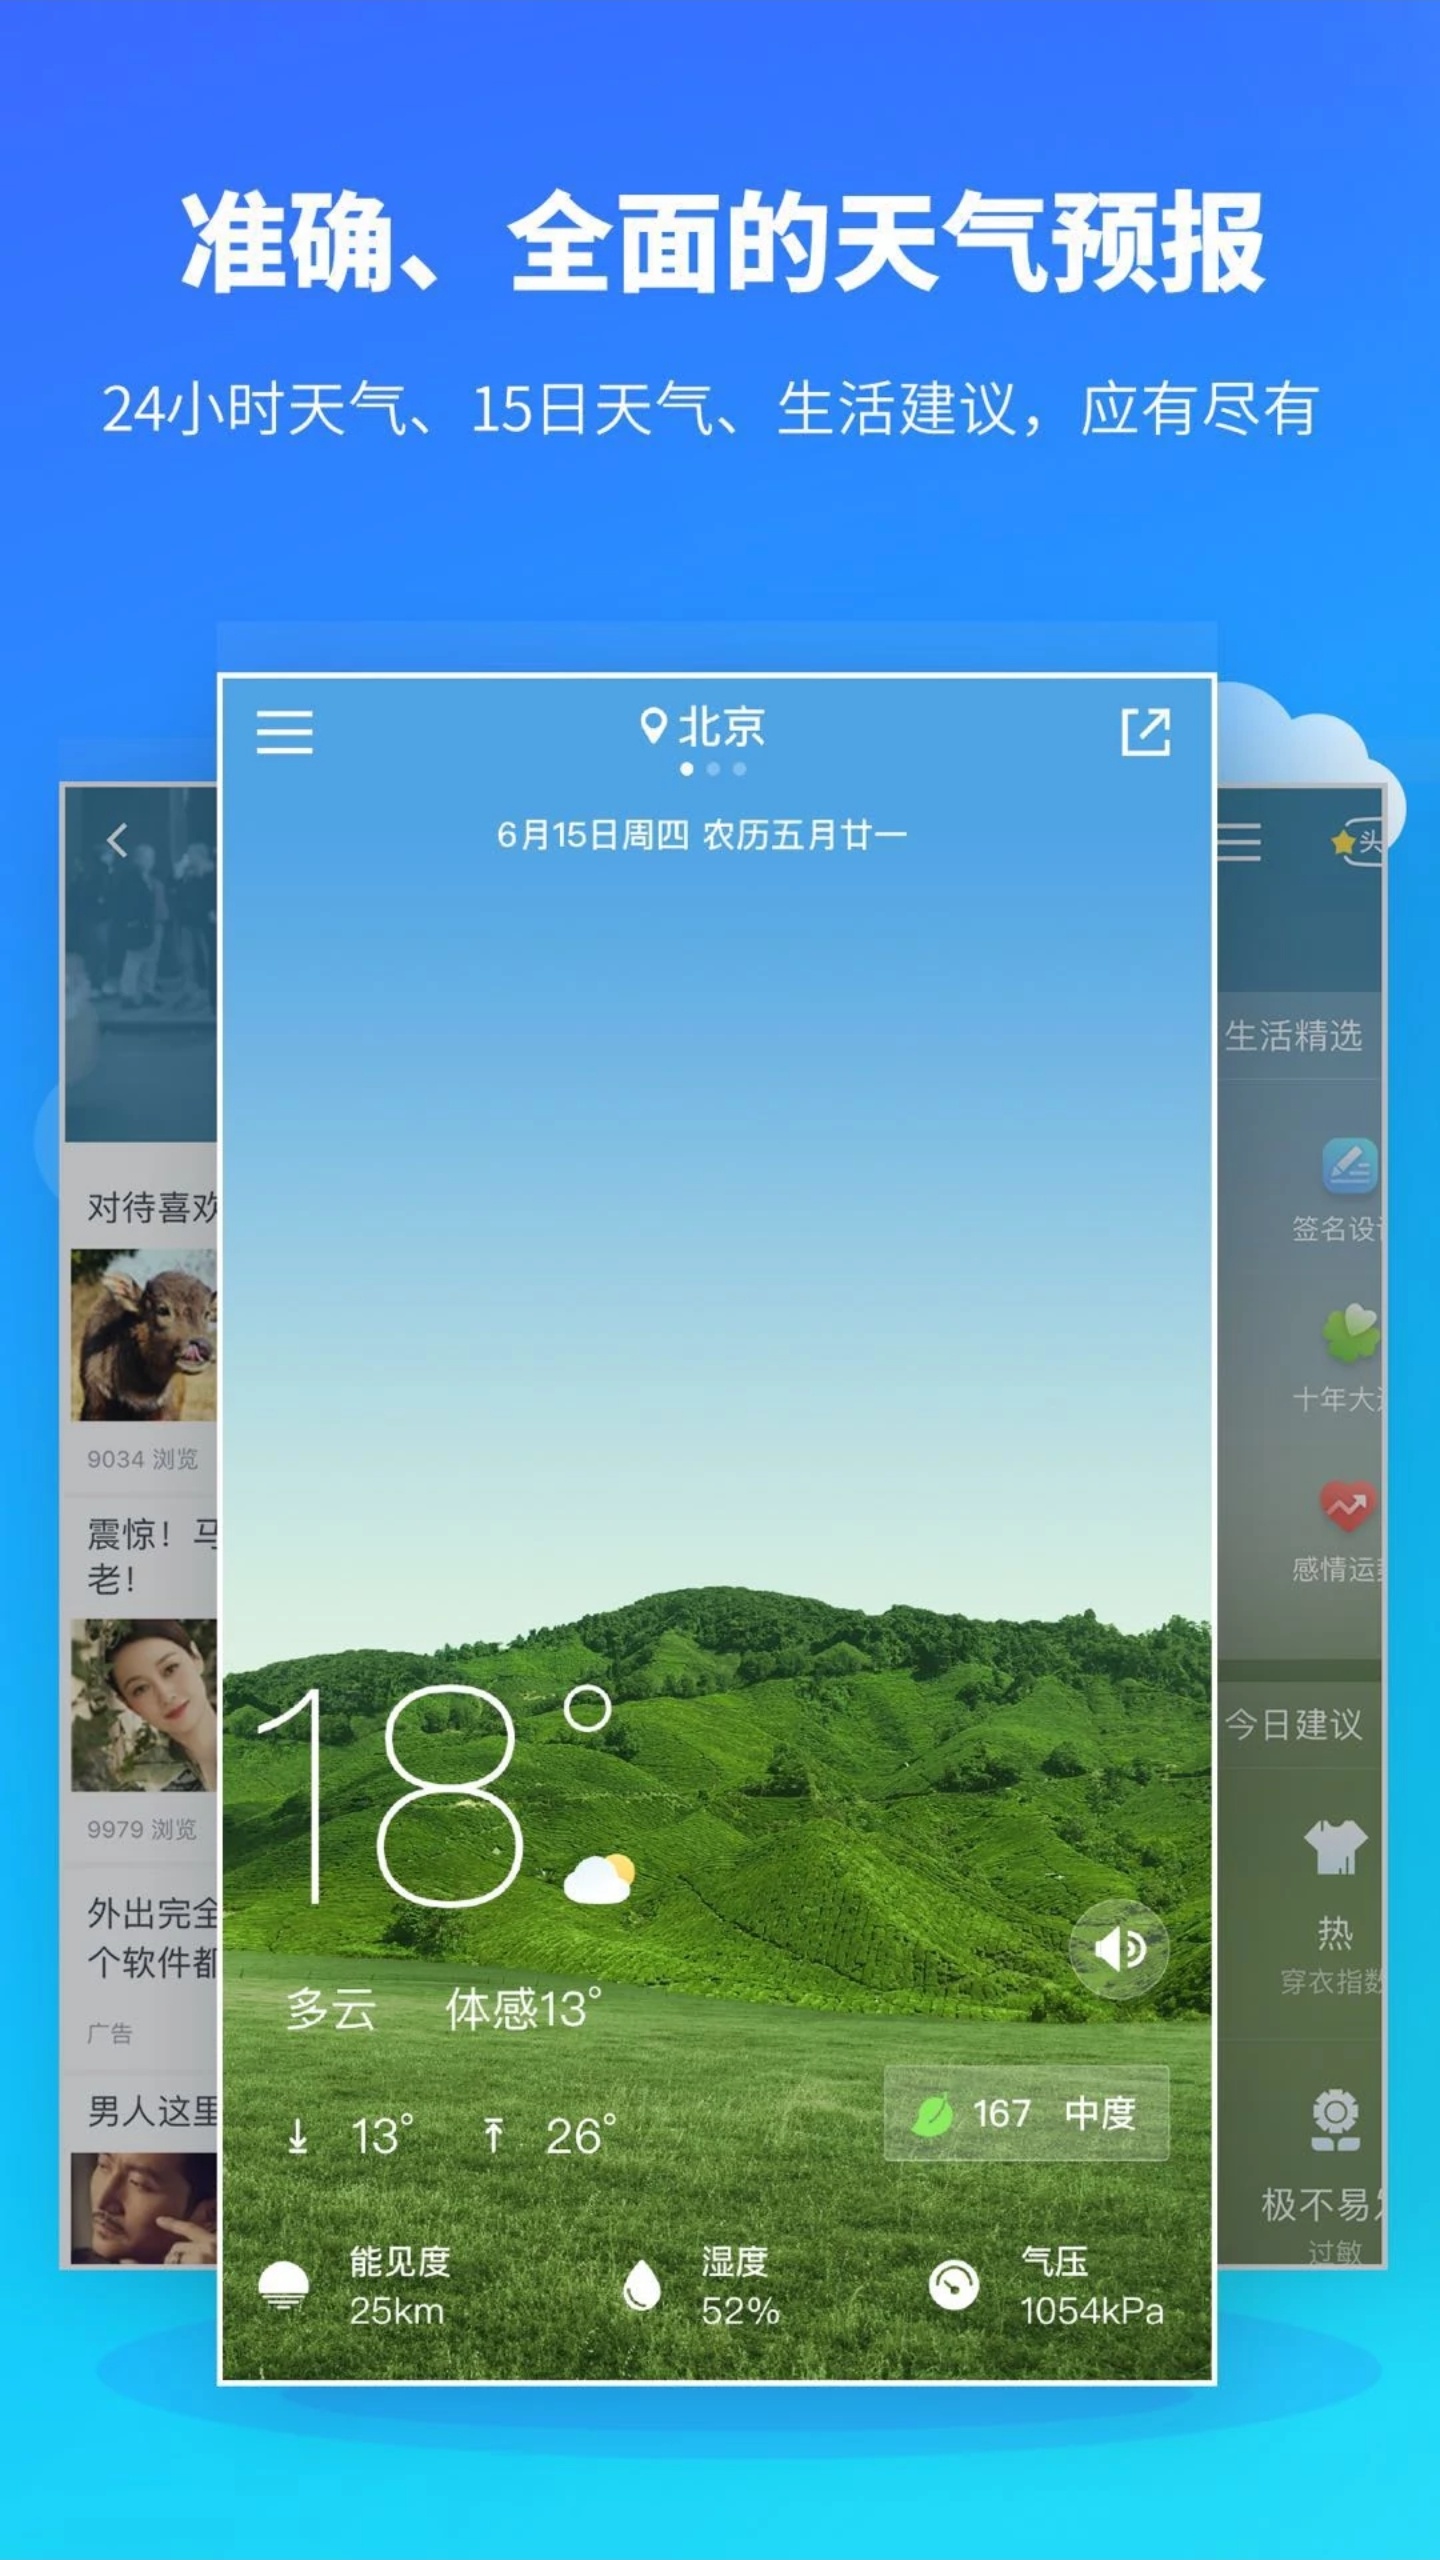 准确、全面的天气预报
24小时天气、15日天气、生活建议，应有尽有
北京
6月15日周四 农历五月廿一
18°
多云 体感13°
13° 26°
167 中度
能见度
25km
湿度
52%
气压
1054kPa
对待喜欢
9034 浏览
震惊！马
老！
9979 浏览
外出完全
个软件都
广告
男人这里
头
生活精选
签名设计
十年大
感情运
今日建议
热
穿衣指数
极不易
过敏